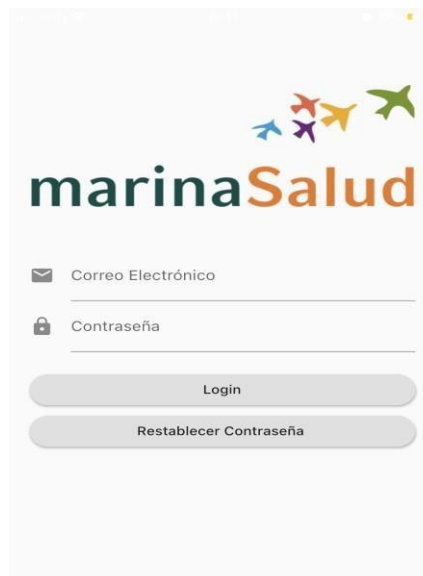 marinaSalud
Correo Electrónico
Contraseña
Login
Restablecer Contraseña